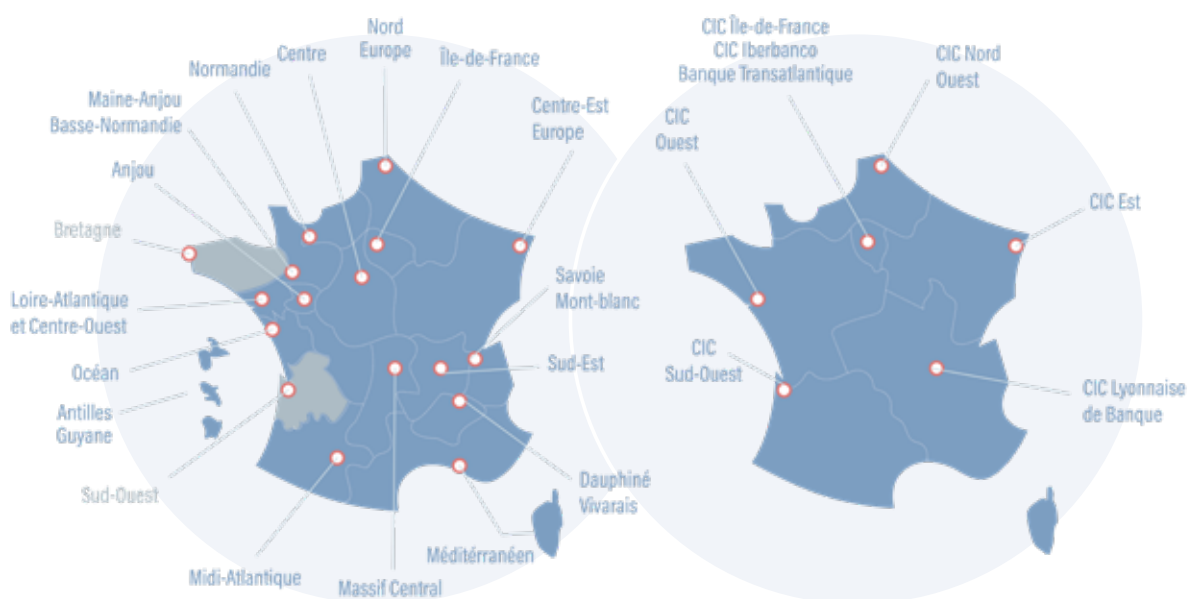 Nord
Europe
Centre
Île-de-France
Normandie
Maine-Anjou
Basse-Normandie
Centre-Est
Europe
Anjou
Bretagne
Savoie
Mont-blanc
Loire-Atlantique
et Centre-Ouest
Sud-Est
Océan
Antilles
Guyane
Sud-Ouest
Dauphiné
Vivarais
Méditérranéen
Midi-Atlantique
Massif Central
CIC Île-de-France
CIC Iberbanco
Banque Transatlantique
CIC Nord
Ouest
CIC
Ouest
CIC Est
CIC
Sud-Ouest
CIC Lyonnaise
de Banque